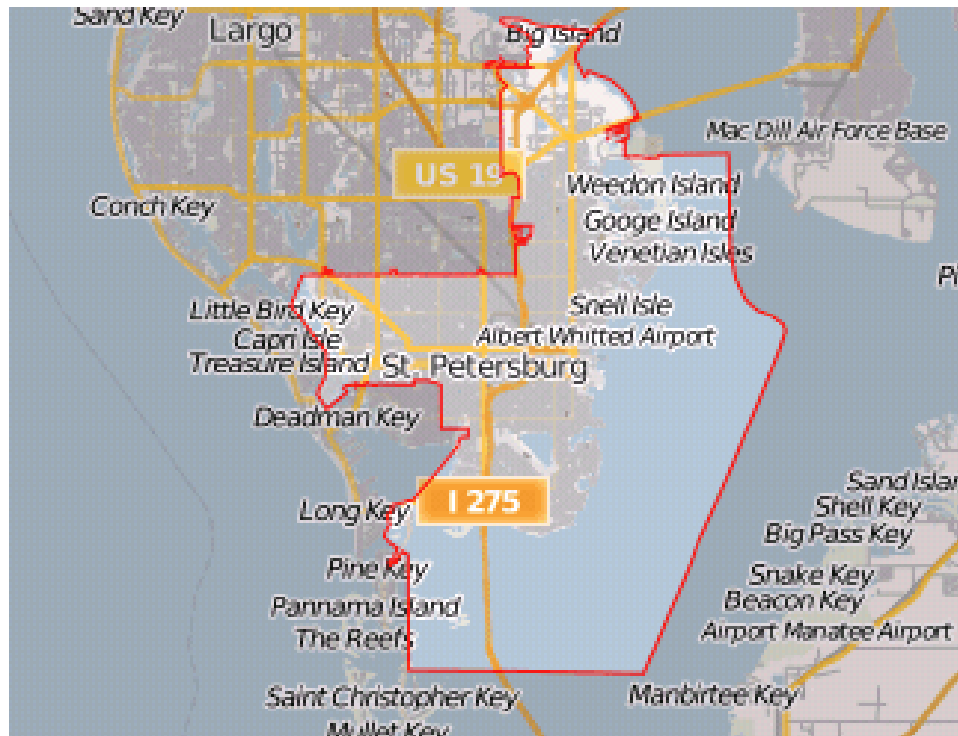 Sand Key
Largo
Big Island
Mac Dill Air Force Base
US 19
Weedon Island
Conch Key
Googe Island
Venetian Isles
Little Bird Key
Snell Isle
Capri Isle
Albert Whitted Airport
Treasure Island
St. Petersburg
Deadman Key
Sand Islan
Long Key
I 275
Shell Key
Big Pass Key
Pine Key
Snake Key
Beacon Key
Pannama Island
The Reefs
Airport Manatee Airport
Saint Christopher Key
Manbirtee Key
Mullet Key